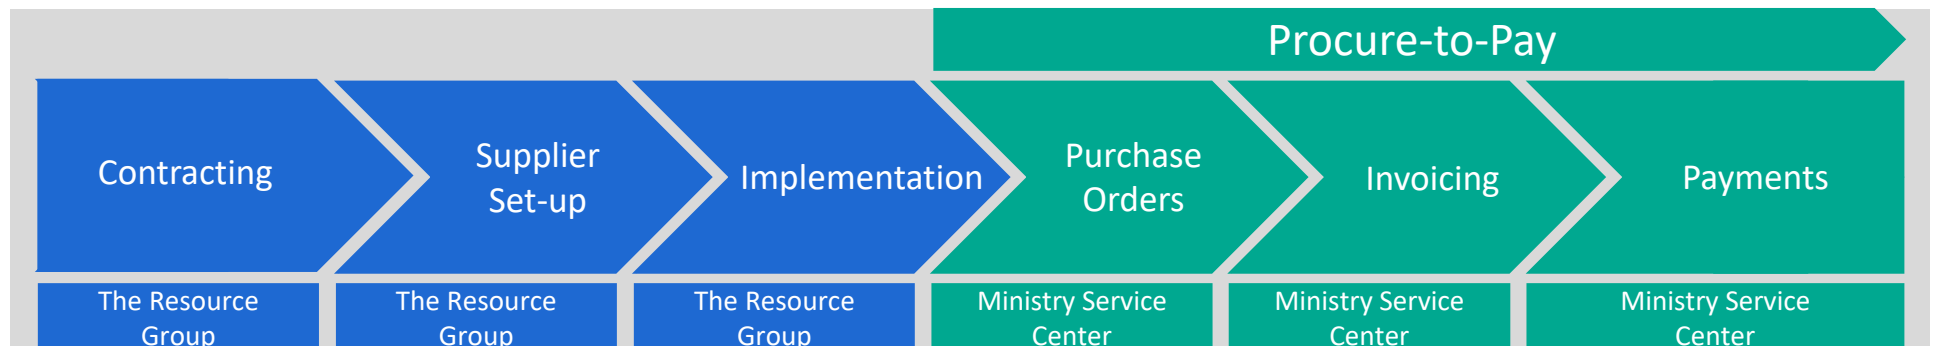 Procure-to-Pay
Contracting
Supplier
Set-up
Implementation
Purchase
Orders
Invoicing
Payments
The Resource
Group
The Resource
Group
The Resource
Group
Ministry Service
Center
Ministry Service
Center
Ministry Service
Center